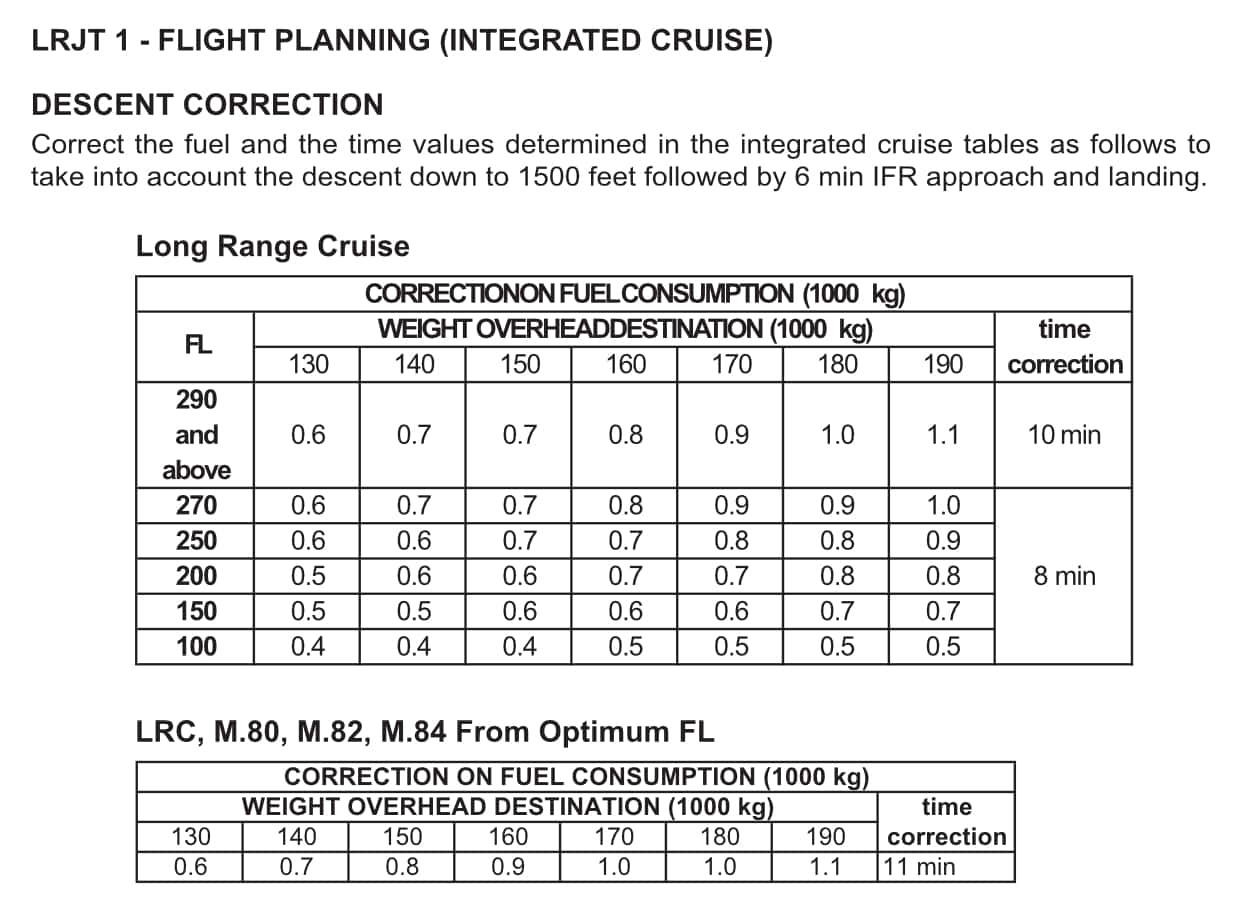 LRJT 1 - FLIGHT PLANNING (INTEGRATED CRUISE)
DESCENT CORRECTION
Correct the fuel and the time values determined in the integrated cruise tables as follows to
take into account the descent down to 1500 feet followed by 6 min IFR approach and landing.
Long Range Cruise
CORRECTIONON FUELCONSUMPTION (1000 kg)
FL WEIGHT OVERHEADDESTINATION (1000 kg) time
130 140 150 160 170 180 190 correction
290
and 0.6 0.7 0.7 0.8 0.9 1.0 1.1 10 min
above
270 0.6 0.7 0.7 0.8 0.9 0.9 1.0
250 0.6 0.6 0.7 0.7 0.8 0.8 0.9
200 0.5 0.6 0.6 0.7 0.7 0.8 0.8 8 min
150 0.5 0.5 0.6 0.6 0.6 0.7 0.7
100 0.4 0.4 0.4 0.5 0.5 0.5 0.5
LRC, M.80, M.82, M.84 From Optimum FL
CORRECTION ON FUEL CONSUMPTION (1000 kg)
WEIGHT OVERHEAD DESTINATION (1000 kg) time
130 140 150 160 170 180 190 correction
0.6 0.7 0.8 0.9 1.0 1.0 1.1 11 min